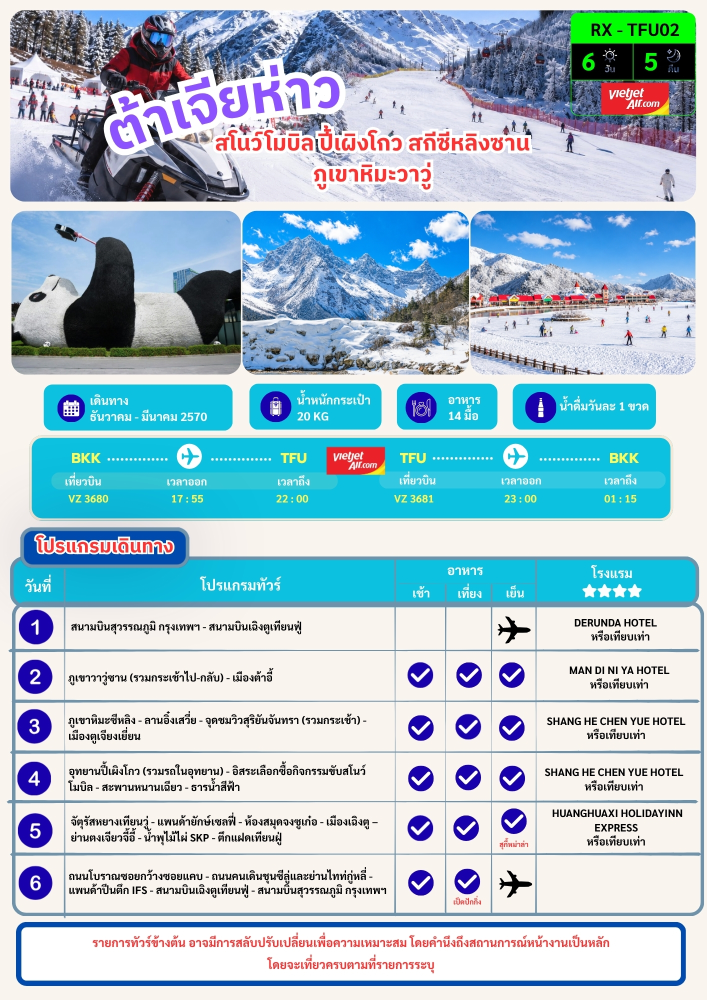 RX - TFU02
6 วัน 5 คืน
vietjet Air.com
ต้าเจียห่าว
สโนว์โมบิล ปี้เผิงโกว สกีซีหลิงซาน
ภูเขาหิมะวาวู่
เดินทาง
ธันวาคม - มีนาคม 2570
น้ำหนักกระเป๋า
20 KG
อาหาร
14 มื้อ
น้ำดื่มวันละ 1 ขวด
BKK TFU
เที่ยวบิน เวลาออก เวลาถึง
VZ 3680 17 : 55 22 : 00
vietjet Air.com
TFU BKK
เที่ยวบิน เวลาออก เวลาถึง
VZ 3681 23 : 00 01 : 15
โปรแกรมเดินทาง
วันที่ โปรแกรมทัวร์ อาหาร โรงแรม
เช้า เที่ยง เย็น
1
สนามบินสุวรรณภูมิ กรุงเทพฯ - สนามบินเฉิงตูเทียนฟู่
DERUNDA HOTEL
หรือเทียบเท่า
2
ภูเขาวาวู่ซาน (รวมกระเช้าไป-กลับ) - เมืองต้าอี้
MAN DI NI YA HOTEL
หรือเทียบเท่า
3
ภูเขาหิมะซีหลิง - ลานอิ๋งเสวี่ย - จุดชมวิวสุริยันจันทรา (รวมกระเช้า) -
เมืองตูเจียงเยี่ยน
SHANG HE CHEN YUE HOTEL
หรือเทียบเท่า
4
อุทยานปี้เผิงโกว (รวมรถในอุทยาน) - อิสระเลือกซื้อกิจกรรมขับสโนว์
โมบิล - สะพานหนานเฉียว - ธารน้ำสีฟ้า
SHANG HE CHEN YUE HOTEL
หรือเทียบเท่า
5
จัตุรัสหยางเทียนวู่ - แพนด้ายักษ์เซลฟี่ - ห้องสมุดจงซูเก๋อ - เมืองเฉิงตู –
ย่านตงเจียวจี้อี้ - น้ำพุไม้ไผ่ SKP - ตึกแฝดเทียนฝู่
สุกี้หม่าล่า
HUANGHUAXI HOLIDAYINN
EXPRESS
หรือเทียบเท่า
6
ถนนโบราณซอยกว้างซอยแคบ - ถนนคนเดินชุนซีลู่และย่านไทท่กู่หลี่ -
แพนด้าปีนตึก IFS - สนามบินเฉิงตูเทียนฟู่ - สนามบินสุวรรณภูมิ กรุงเทพฯ
เป็ดปักกิ่ง
รายการทัวร์ข้างต้น อาจมีการสลับปรับเปลี่ยนเพื่อความเหมาะสม โดยคำนึงถึงสถานการณ์หน้างานเป็นหลัก
โดยจะเที่ยวครบตามที่รายการระบุ